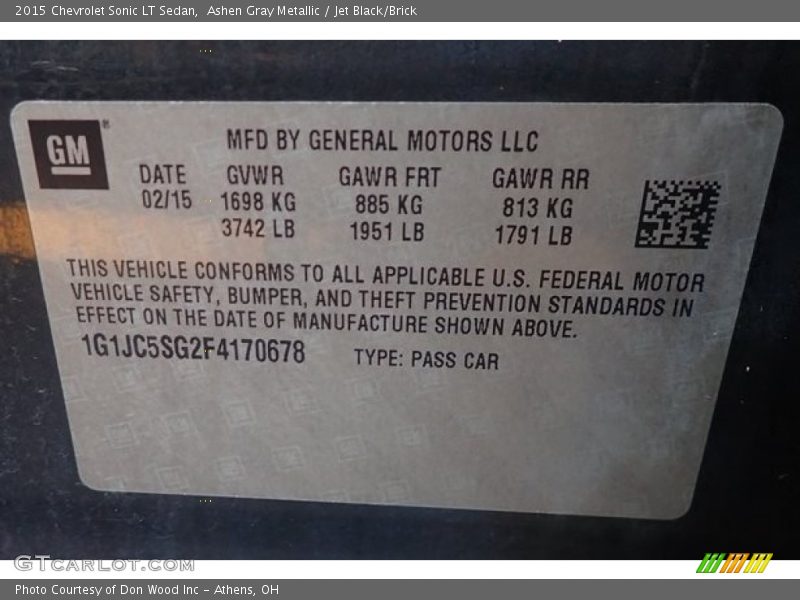 2015 Chevrolet Sonic LT Sedan, Ashen Gray Metallic / Jet Black/Brick
GM®
MFD BY GENERAL MOTORS LLC
DATE GVWR GAWR FRT GAWR RR
02/15 1698 KG 885 KG 813 KG
3742 LB 1951 LB 1791 LB
THIS VEHICLE CONFORMS TO ALL APPLICABLE U.S. FEDERAL MOTOR
VEHICLE SAFETY, BUMPER, AND THEFT PREVENTION STANDARDS IN
EFFECT ON THE DATE OF MANUFACTURE SHOWN ABOVE.
1G1JC5SG2F4170678 TYPE: PASS CAR
GTCARLOT.COM
Photo Courtesy of Don Wood Inc - Athens, OH